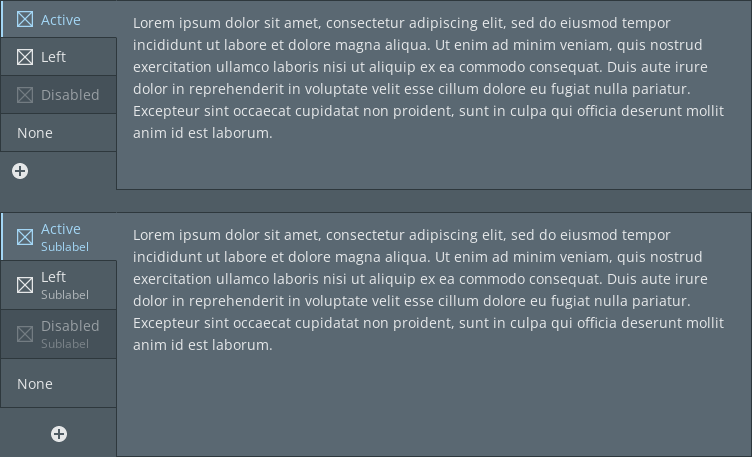 Active
Left
Disabled
None
Lorem ipsum dolor sit amet, consectetur adipiscing elit, sed do eiusmod tempor
incididunt ut labore et dolore magna aliqua. Ut enim ad minim veniam, quis nostrud
exercitation ullamco laboris nisi ut aliquip ex ea commodo consequat. Duis aute irure
dolor in reprehenderit in voluptate velit esse cillum dolore eu fugiat nulla pariatur.
Excepteur sint occaecat cupidatat non proident, sunt in culpa qui officia deserunt mollit
anim id est laborum.
Active
Sublabel
Left
Sublabel
Disabled
Sublabel
None
Lorem ipsum dolor sit amet, consectetur adipiscing elit, sed do eiusmod tempor
incididunt ut labore et dolore magna aliqua. Ut enim ad minim veniam, quis nostrud
exercitation ullamco laboris nisi ut aliquip ex ea commodo consequat. Duis aute irure
dolor in reprehenderit in voluptate velit esse cillum dolore eu fugiat nulla pariatur.
Excepteur sint occaecat cupidatat non proident, sunt in culpa qui officia deserunt mollit
anim id est laborum.